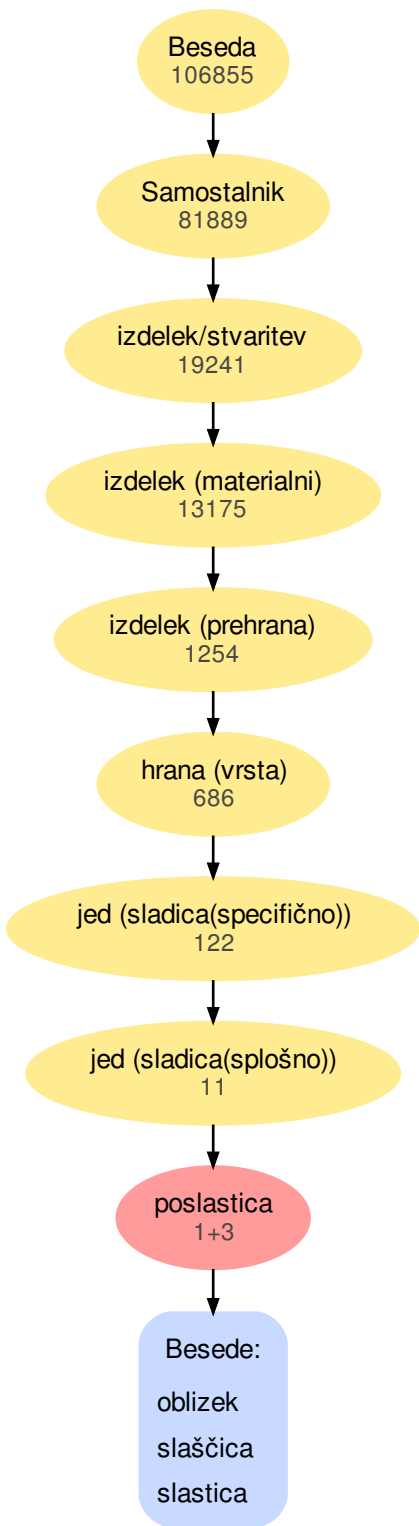 Beseda
106855
Samostalnik
81889
izdelek/stvaritev
19241
izdelek (materialni)
13175
izdelek (prehrana)
1254
hrana (vrsta)
686
jed (sladica(specifično))
122
jed (sladica(splošno))
11
poslastica
1+3
Besede:
oblizek
slaščica
slastica